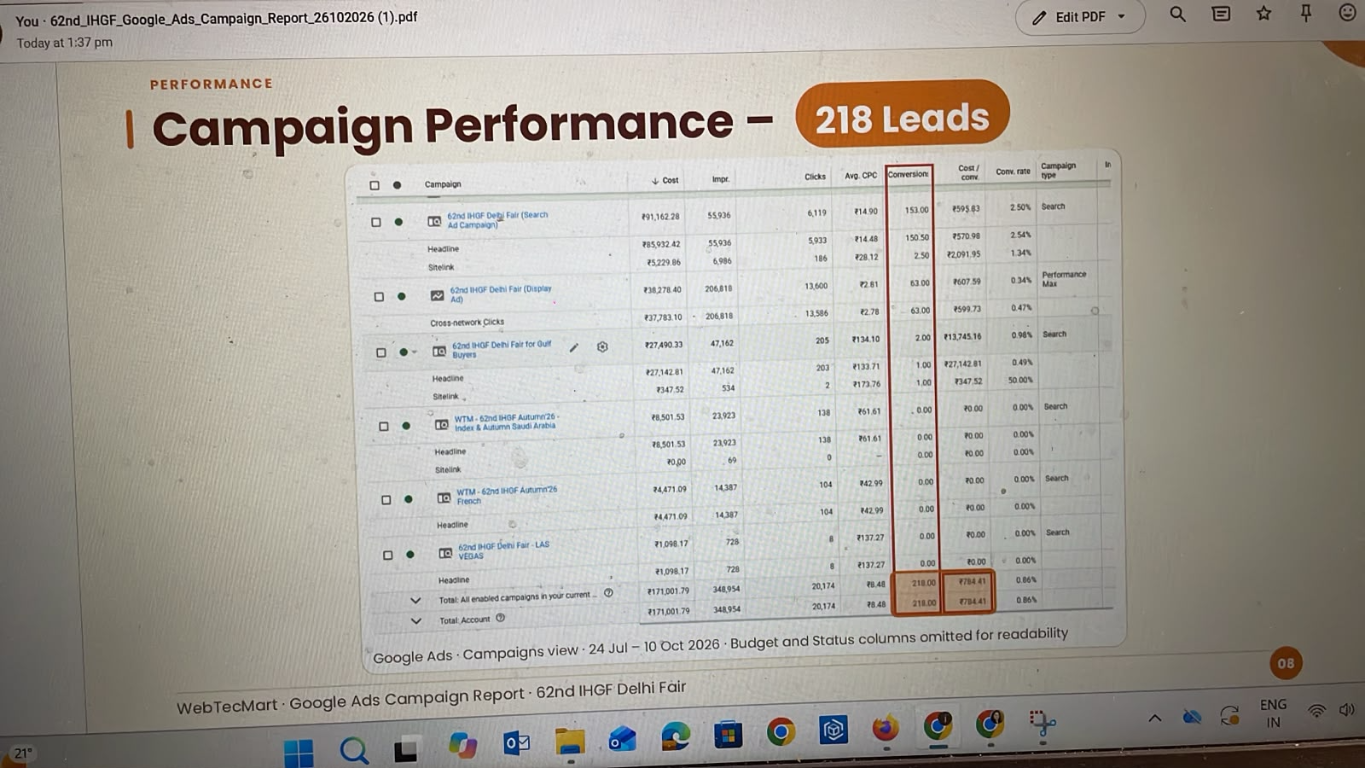 You · 62nd_IHGF_Google_Ads_Campaign_Report_26102026 (1).pdf
Today at 1:37 pm
Edit PDF
PERFORMANCE
Campaign Performance – 218 Leads
Campaign ↓ Cost Impr. Clicks Avg. CPC Conversions Cost / conv. Conv. rate Campaign type In
62nd IHGF Delhi Fair (Search Ad Campaign) ₹91,162.28 55,936 6,119 ₹14.90 153.00 ₹595.83 2.50% Search
Headline ₹85,932.42 55,936 5,933 ₹14.48 150.50 ₹570.98 2.54%
Sitelink ₹5,229.86 6,986 186 ₹28.12 2.50 ₹2,091.95 1.34%
62nd IHGF Delhi Fair (Display Ad) ₹38,278.40 206,818 13,600 ₹2.81 63.00 ₹607.59 0.34% Performance Max
Cross-network Clicks ₹37,783.10 206,818 13,586 ₹2.78 63.00 ₹599.73 0.47%
62nd IHGF Delhi Fair for Gulf Buyers ₹27,490.33 47,162 205 ₹134.10 2.00 ₹13,745.16 0.98% Search
Headline ₹27,142.81 47,162 203 ₹133.71 1.00 ₹27,142.81 0.49%
Sitelink ₹347.52 534 2 ₹173.76 1.00 ₹347.52 50.00%
WTM - 62nd IHGF Autumn'26 - Index & Autumn Saudi Arabia ₹8,501.53 23,923 138 ₹61.61 0.00 ₹0.00 0.00% Search
Headline ₹8,501.53 23,923 138 ₹61.61 0.00 ₹0.00 0.00%
Sitelink ₹0.00 69 0 – 0.00 ₹0.00 0.00%
WTM - 62nd IHGF Autumn'26 French ₹4,471.09 14,387 104 ₹42.99 0.00 ₹0.00 0.00% Search
Headline ₹4,471.09 14,387 104 ₹42.99 0.00 ₹0.00 0.00%
62nd IHGF Delhi Fair - LAS VEGAS ₹1,098.17 728 8 ₹137.27 0.00 ₹0.00 0.00% Search
Headline ₹1,098.17 728 8 ₹137.27 0.00 ₹0.00 0.00%
Total: All enabled campaigns in your current ... ₹171,001.79 348,954 20,174 ₹8.48 218.00 ₹784.41 0.86%
Total: Account ₹171,001.79 348,954 20,174 ₹8.48 218.00 ₹784.41 0.86%
Google Ads · Campaigns view · 24 Jul – 10 Oct 2026 · Budget and Status columns omitted for readability
08
WebTecMart · Google Ads Campaign Report · 62nd IHGF Delhi Fair
21°
ENG
IN